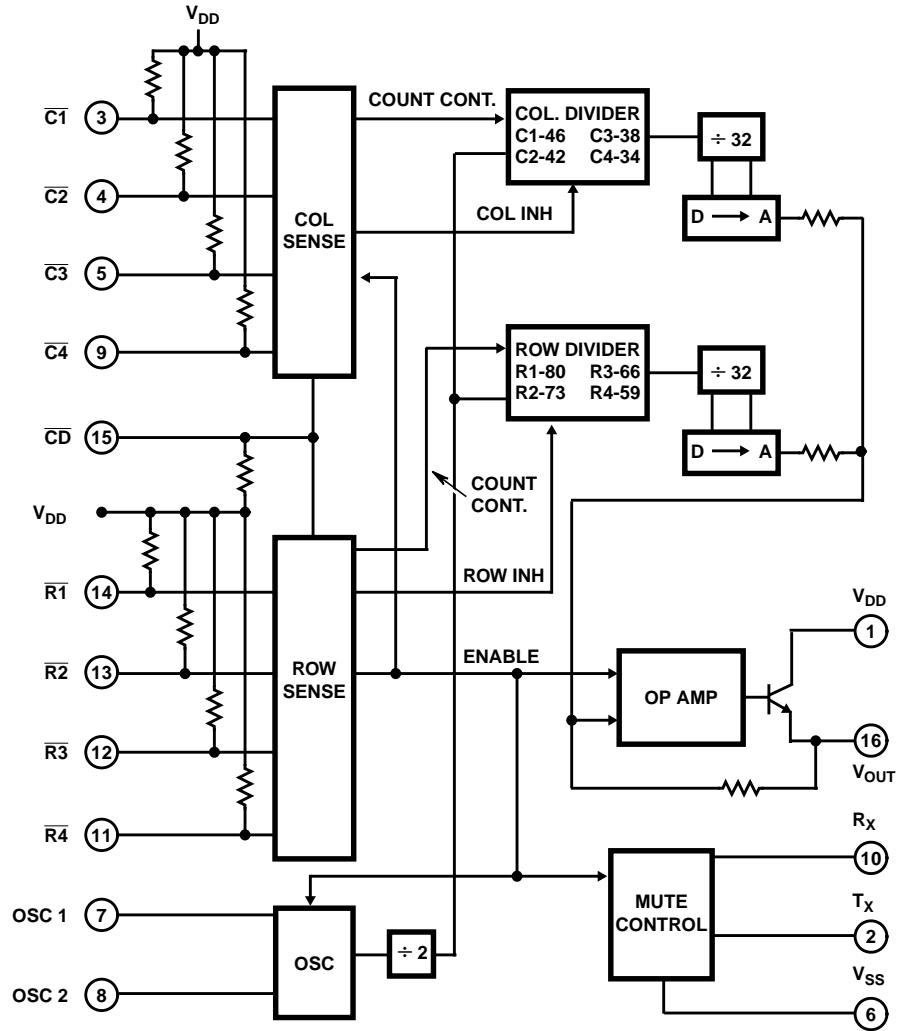 VDD
C1 3
C2 4
C3 5
C4 9
CD 15
VDD
R1 14
R2 13
R3 12
R4 11
OSC 1 7
OSC 2 8
COL
SENSE
ROW
SENSE
OSC
÷ 2
COUNT CONT.
COL INH
COL. DIVIDER
C1-46 C3-38
C2-42 C4-34
÷ 32
D → A
ROW DIVIDER
R1-80 R3-66
R2-73 R4-59
÷ 32
D → A
COUNT
CONT.
ROW INH
ENABLE
OP AMP
VDD
1
16
VOUT
MUTE
CONTROL
RX
10
TX
2
VSS
6